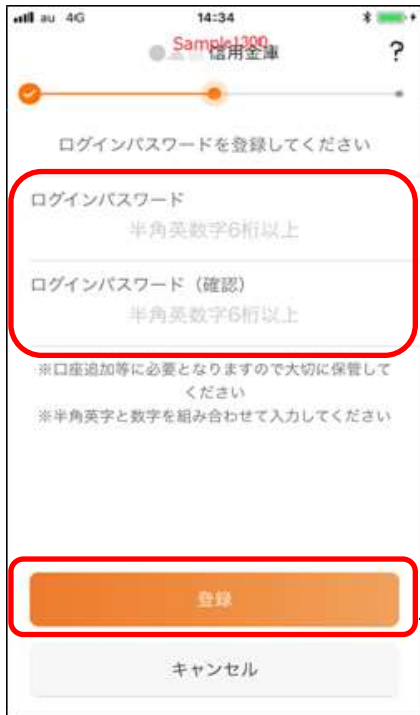 au 4G 14:34
Sample1300
信用金庫 ?
ログインパスワードを登録してください
ログインパスワード
半角英数字6桁以上
ログインパスワード（確認）
半角英数字6桁以上
※口座追加等に必要となりますので大切に保管して
ください
※半角英字と数字を組み合わせて入力してください
登録
キャンセル